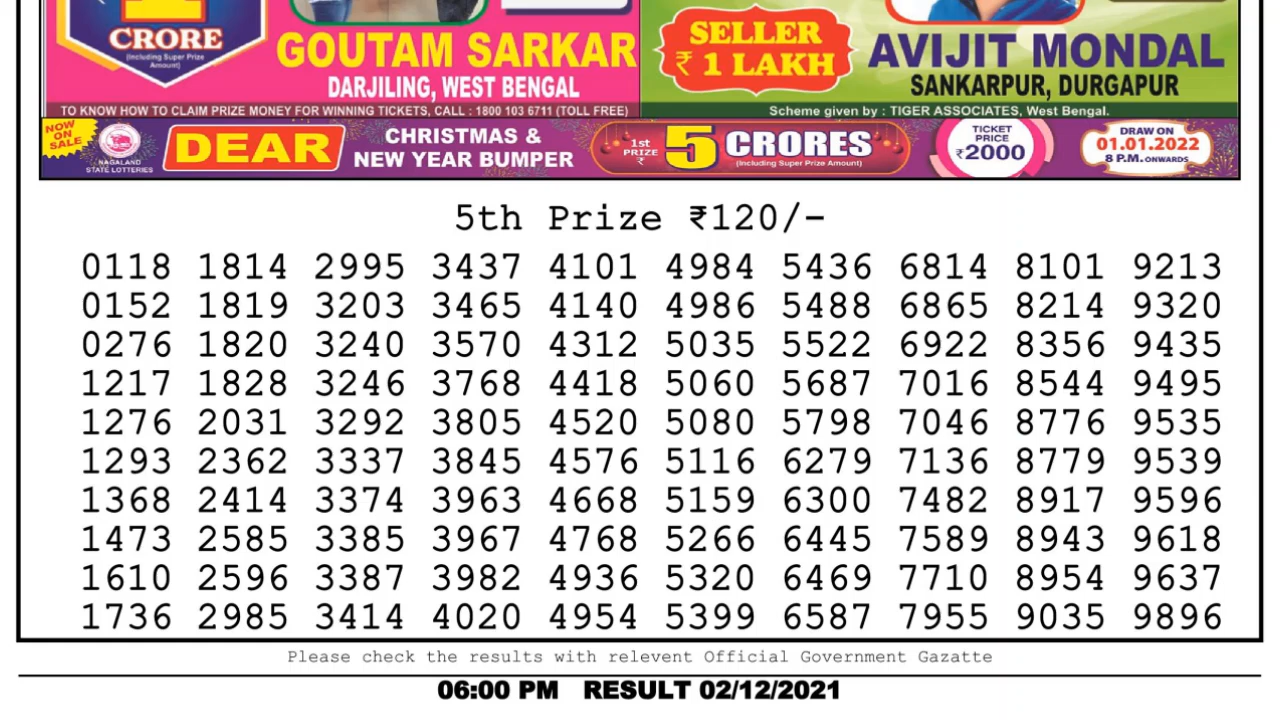 1
CRORE
(Including Super Prize
Amount)
GOUTAM SARKAR
DARJILING, WEST BENGAL
TO KNOW HOW TO CLAIM PRIZE MONEY FOR WINNING TICKETS, CALL : 1800 103 6711 (TOLL FREE)
SELLER
₹ 1 LAKH
AVIJIT MONDAL
SANKARPUR, DURGAPUR
Scheme given by : TIGER ASSOCIATES, West Bengal.
NOW
ON
SALE
NAGALAND
STATE LOTTERIES
DEAR
CHRISTMAS &
NEW YEAR BUMPER
1st
PRIZE
₹
5
CRORES
(Including Super Prize Amount)
TICKET
PRICE
₹2000
DRAW ON
01.01.2022
8 P.M. ONWARDS
5th Prize ₹120/-
0118 1814 2995 3437 4101 4984 5436 6814 8101 9213
0152 1819 3203 3465 4140 4986 5488 6865 8214 9320
0276 1820 3240 3570 4312 5035 5522 6922 8356 9435
1217 1828 3246 3768 4418 5060 5687 7016 8544 9495
1276 2031 3292 3805 4520 5080 5798 7046 8776 9535
1293 2362 3337 3845 4576 5116 6279 7136 8779 9539
1368 2414 3374 3963 4668 5159 6300 7482 8917 9596
1473 2585 3385 3967 4768 5266 6445 7589 8943 9618
1610 2596 3387 3982 4936 5320 6469 7710 8954 9637
1736 2985 3414 4020 4954 5399 6587 7955 9035 9896
Please check the results with relevent Official Government Gazatte
06:00 PM RESULT 02/12/2021